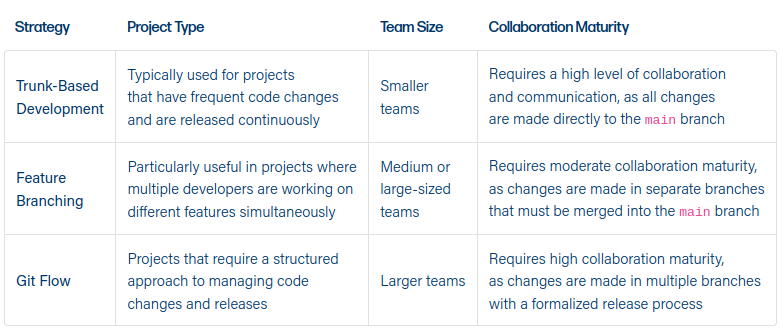 Strategy Project Type Team Size Collaboration Maturity
Trunk-Based
Development
Typically used for projects
that have frequent code changes
and are released continuously
Smaller
teams
Requires a high level of collaboration
and communication, as all changes
are made directly to the main branch
Feature
Branching
Particularly useful in projects where
multiple developers are working on
different features simultaneously
Medium or
large-sized
teams
Requires moderate collaboration maturity,
as changes are made in separate branches
that must be merged into the main branch
Git Flow
Projects that require a structured
approach to managing code
changes and releases
Larger teams
Requires high collaboration maturity,
as changes are made in multiple branches
with a formalized release process